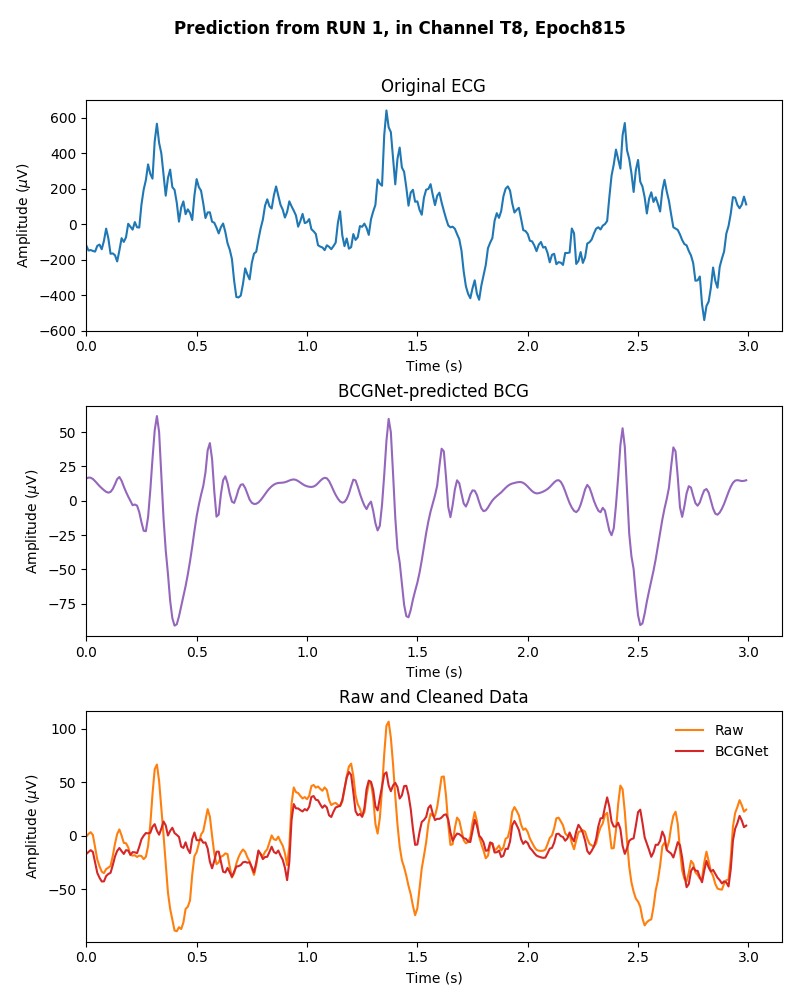 Prediction from RUN 1, in Channel T8, Epoch815
Original ECG
600
400
200
0
−200
−400
−600
Amplitude (μV)
0.0 0.5 1.0 1.5 2.0 2.5 3.0
Time (s)
BCGNet-predicted BCG
50
25
0
−25
−50
−75
Amplitude (μV)
0.0 0.5 1.0 1.5 2.0 2.5 3.0
Time (s)
Raw and Cleaned Data
100
50
0
−50
Amplitude (μV)
Raw
BCGNet
0.0 0.5 1.0 1.5 2.0 2.5 3.0
Time (s)